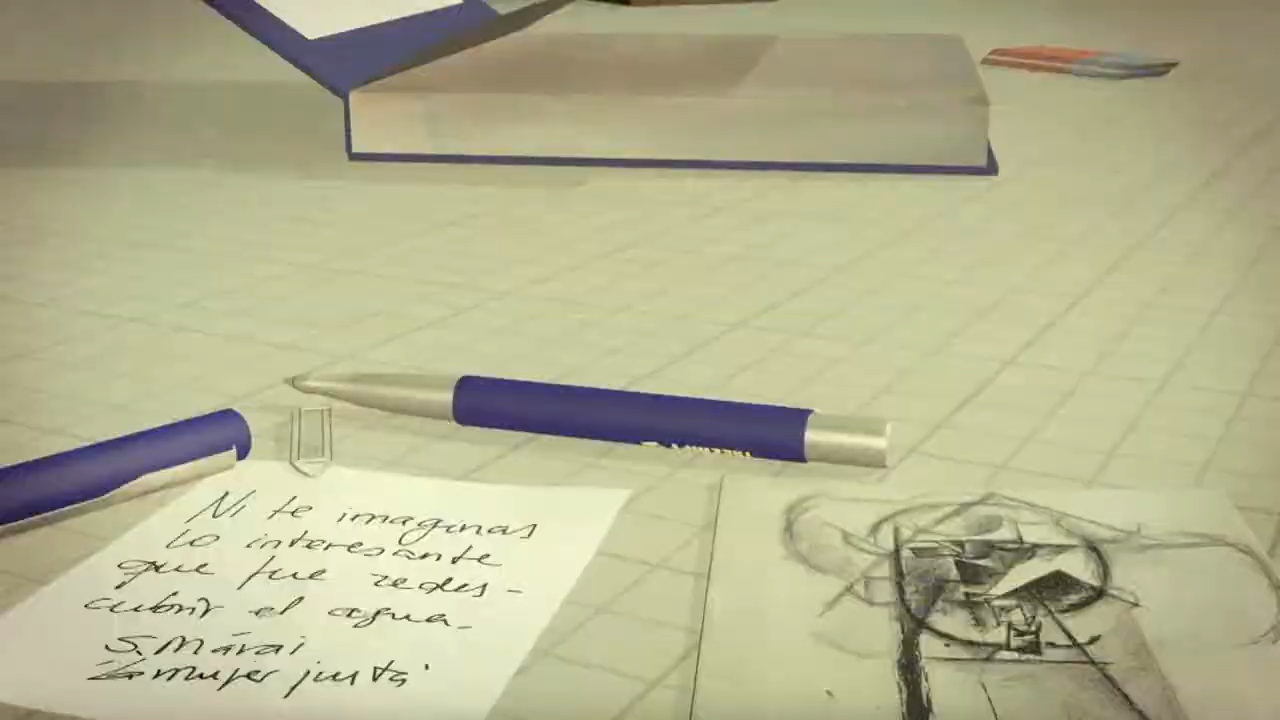 Ni te imaginas
lo interesante
que fue redes-
cubrir el agua.
S. Márai
"La mujer justa"